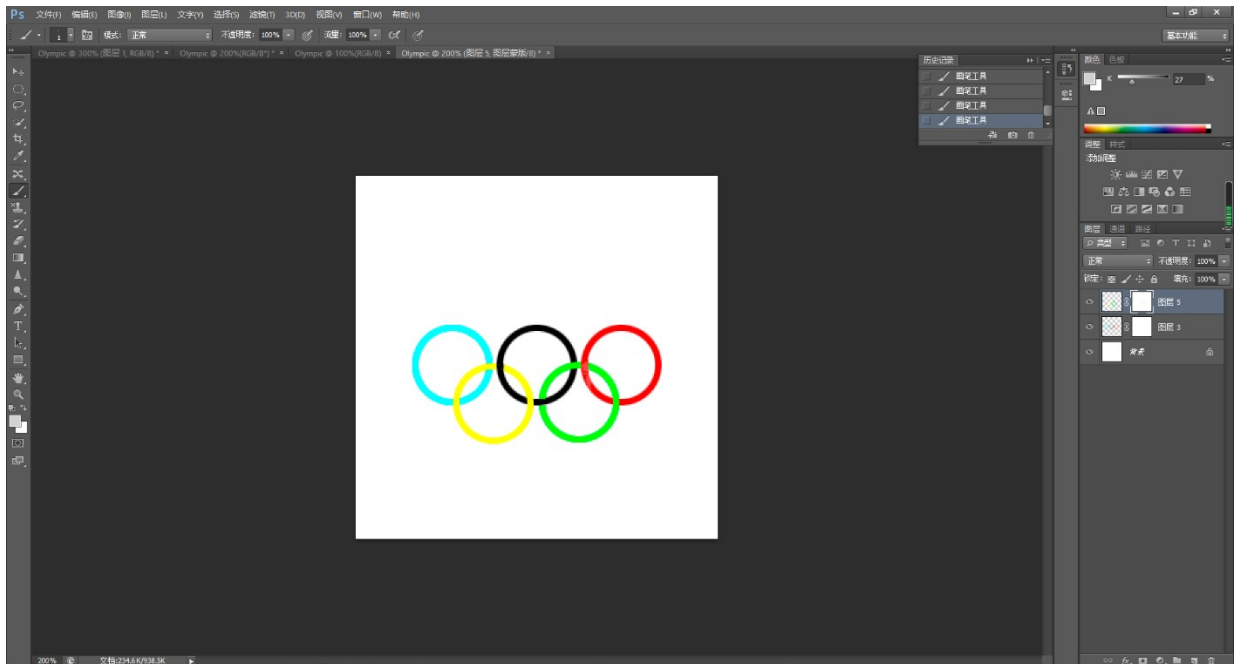 Ps 文件(F) 编辑(E) 图像(I) 图层(L) 文字(Y) 选择(S) 滤镜(T) 3D(D) 视图(V) 窗口(W) 帮助(H)
1 模式: 正常 不透明度: 100% 流量: 100% 基本功能
Olympic @ 300% (图层 1, RGB/8) * × Olympic @ 200%(RGB/8*) * × Olympic @ 100%(RGB/8) × Olympic @ 200% (图层 5, 图层蒙版/8) * ×
历史记录
画笔工具
画笔工具
画笔工具
画笔工具
颜色 色板
K 27 %
调整 样式
添加调整
图层 通道 路径
类型
正常 不透明度: 100%
锁定: 填充: 100%
图层 5
图层 3
背景
200% 文档:234.6K/938.5K